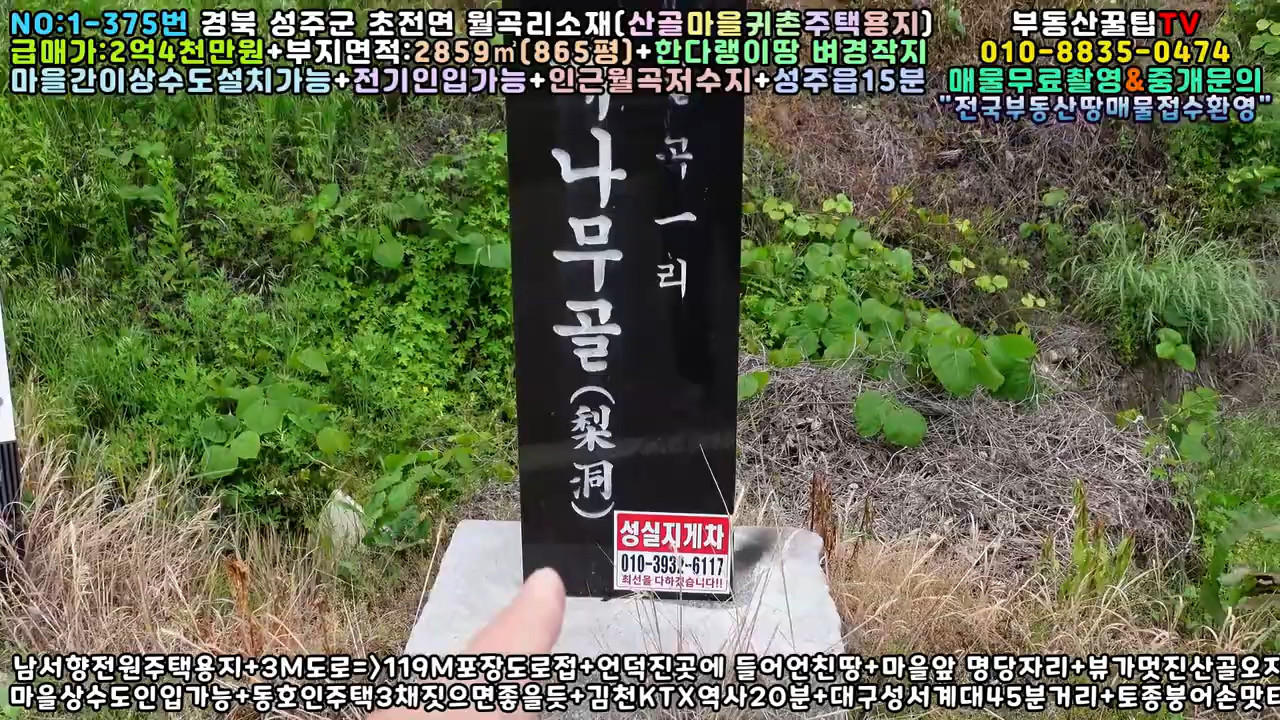 NO:1-375번 경북 성주군 초전면 월곡리소재(산골마을귀촌주택용지)
급매가:2억4천만원+부지면적:2859㎡(865평)+한다랭이땅 벼경작지
마을간이상수도설치가능+전기인입가능+인근월곡저수지+성주읍15분
부동산꿀팁TV
010-8835-0474
매물무료촬영&중개문의
"전국부동산땅매물접수환영"
곡一리
나무골(梨洞)
성실지게차
010-3932-6117
최선을 다하겠습니다!!
남서향전원주택용지+3M도로=>119M포장도로접+언덕진곳에 들어언친땅+마을앞 명당자리+뷰가멋진산골오지
마을상수도인입가능+동호인주택3채짓으면좋을듯+김천KTX역사20분+대구성서계대45분거리+토종붕어손맛터